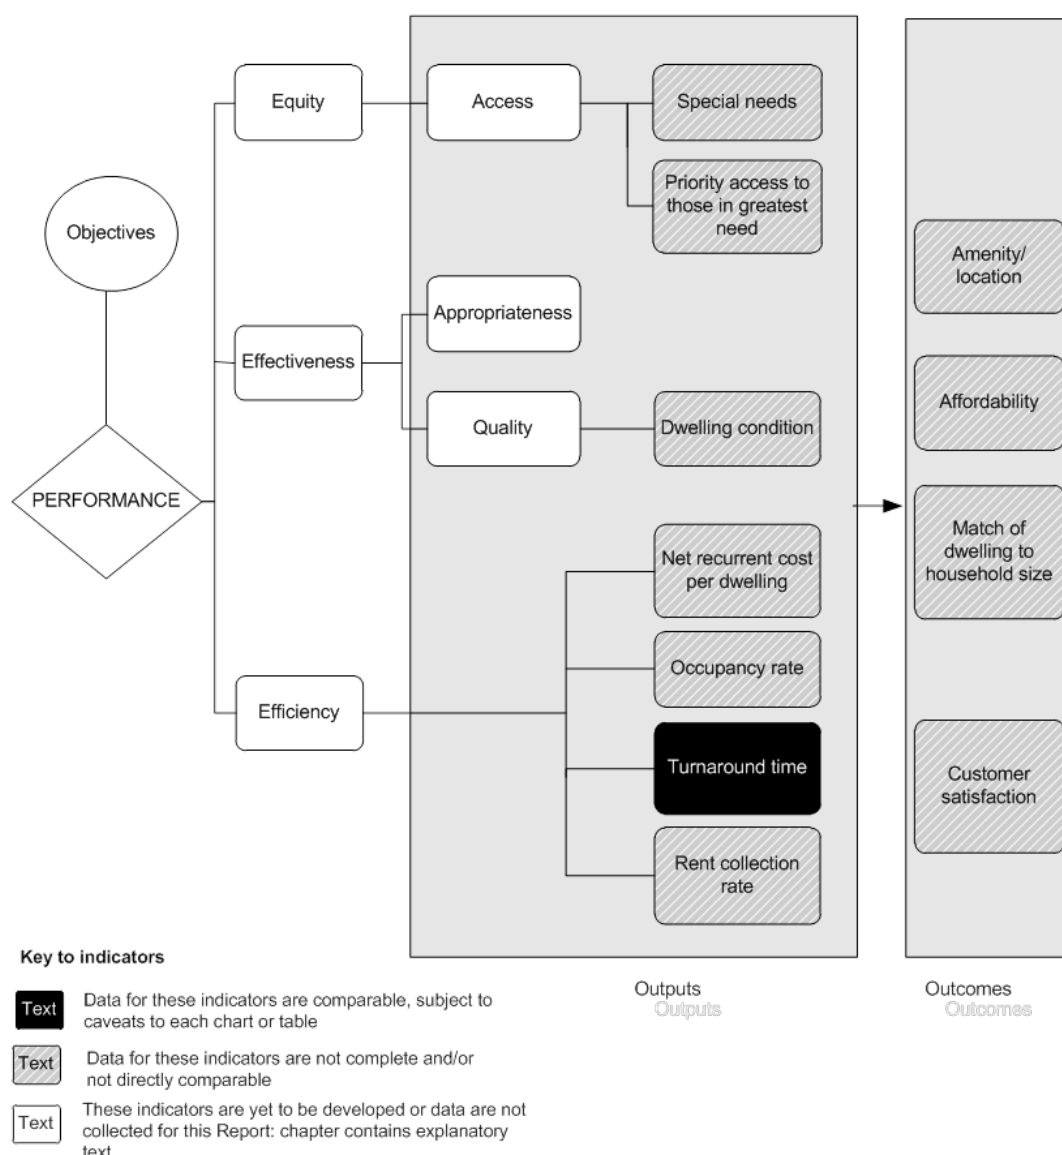 Objectives
PERFORMANCE
Equity
Access
Special needs
Priority access to
those in greatest
need
Effectiveness
Appropriateness
Quality
Dwelling condition
Efficiency
Net recurrent cost
per dwelling
Occupancy rate
Turnaround time
Rent collection
rate
Amenity/
location
Affordability
Match of
dwelling to
household size
Customer
satisfaction
Outputs
Outputs
Outcomes
Outcomes
Key to indicators
Text
Data for these indicators are comparable, subject to
caveats to each chart or table
Text
Data for these indicators are not complete and/or
not directly comparable
Text
These indicators are yet to be developed or data are not
collected for this Report: chapter contains explanatory
text